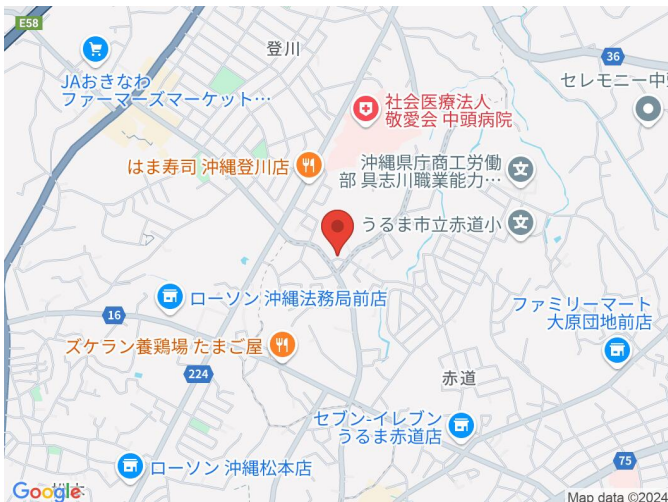 E58
登川
36
JAおきなわ
ファーマーズマーケット…
社会医療法人
敬愛会 中頭病院
セレモニー中
はま寿司 沖縄登川店
沖縄県庁商工労働
部 具志川職業能力…
うるま市立赤道小
ローソン 沖縄法務局前店
16
ファミリーマート
大原団地前店
ズケラン養鶏場 たまご屋
224
赤道
セブン-イレブン
うるま赤道店
75
ローソン 沖縄松本店
松本
Google
Map data ©2024